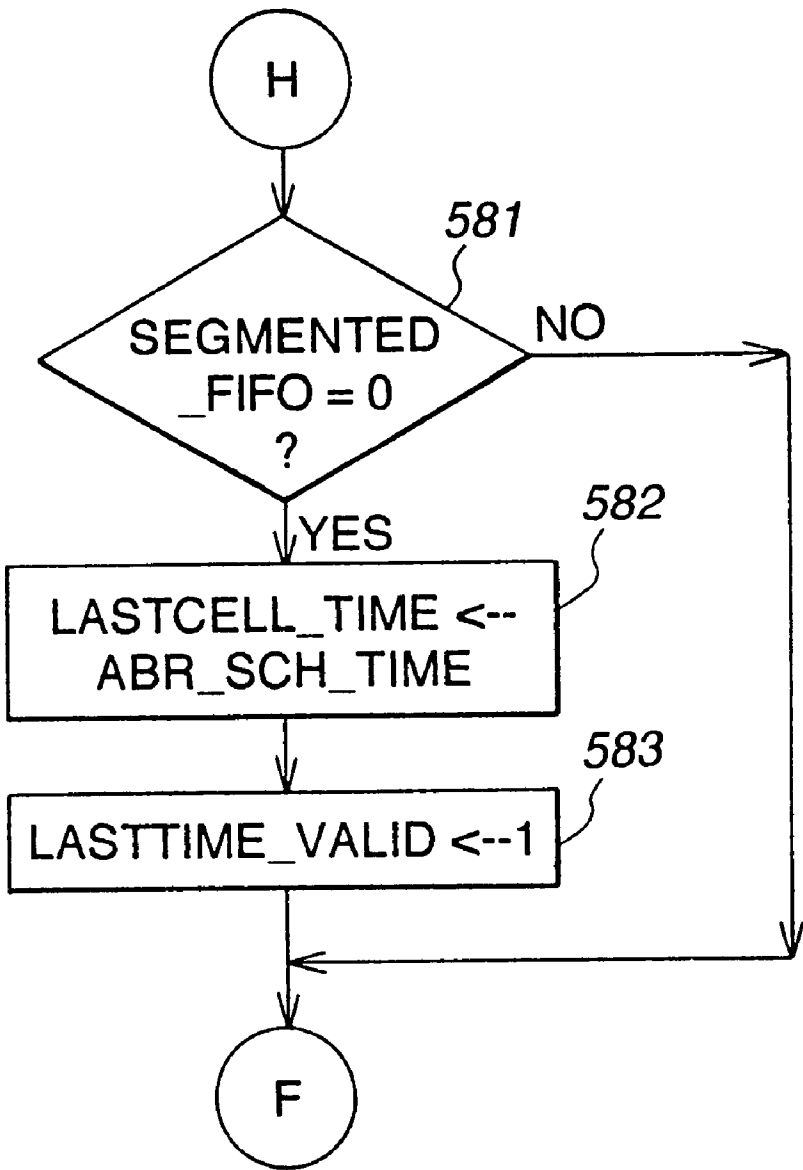 H
581
SEGMENTED
_FIFO = 0
?
NO
YES
582
LASTCELL_TIME <--
ABR_SCH_TIME
583
LASTTIME_VALID <--1
F